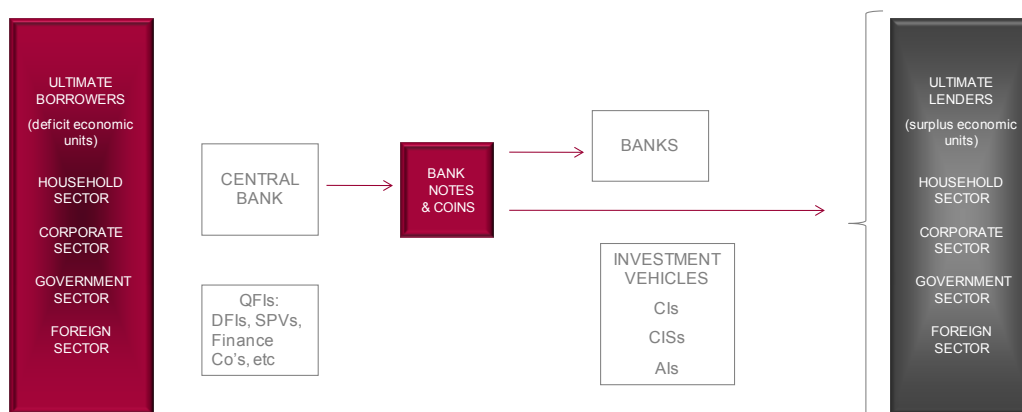 ULTIMATE
BORROWERS
(deficit economic
units)
HOUSEHOLD
SECTOR
CORPORATE
SECTOR
GOVERNMENT
SECTOR
FOREIGN
SECTOR
CENTRAL
BANK
QFIs:
DFIs, SPVs,
Finance
Co's, etc
BANK
NOTES
& COINS
BANKS
INVESTMENT
VEHICLES
CIs
CISs
AIs
ULTIMATE
LENDERS
(surplus economic
units)
HOUSEHOLD
SECTOR
CORPORATE
SECTOR
GOVERNMENT
SECTOR
FOREIGN
SECTOR